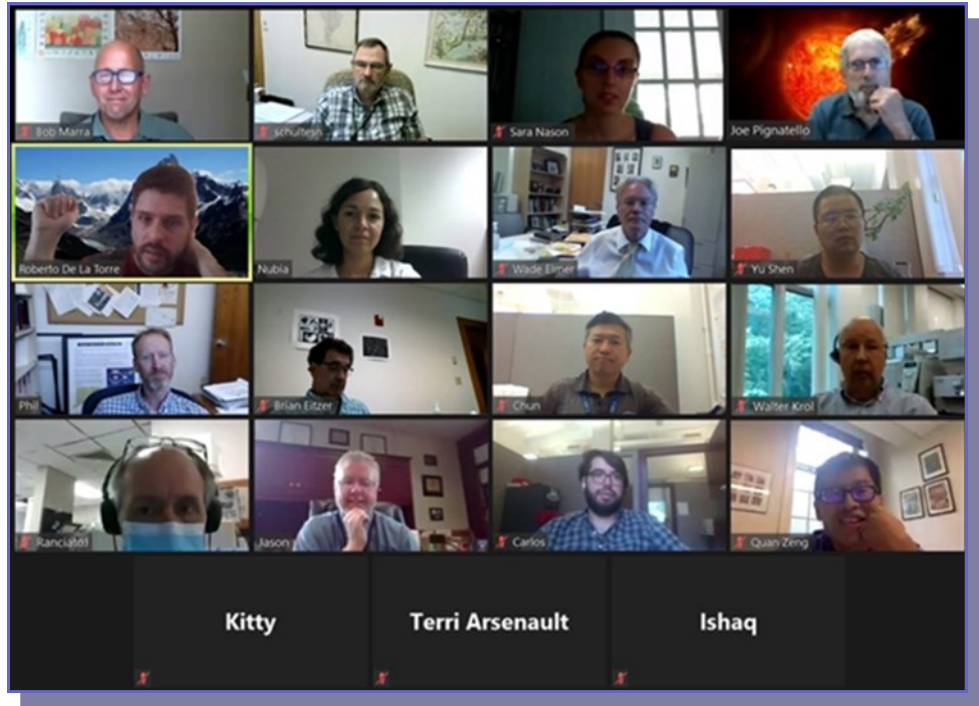 Bob Marra
schultesn
Sara Nason
Joe Pignatello
Roberto De La Torre
Nubia
Wade Elmer
Yu Shen
Phil
Brian Eitzer
Chun
Walter Krol
RanciatoJ
Jason
Carlos
Quan Zeng
Kitty
Terri Arsenault
Ishaq